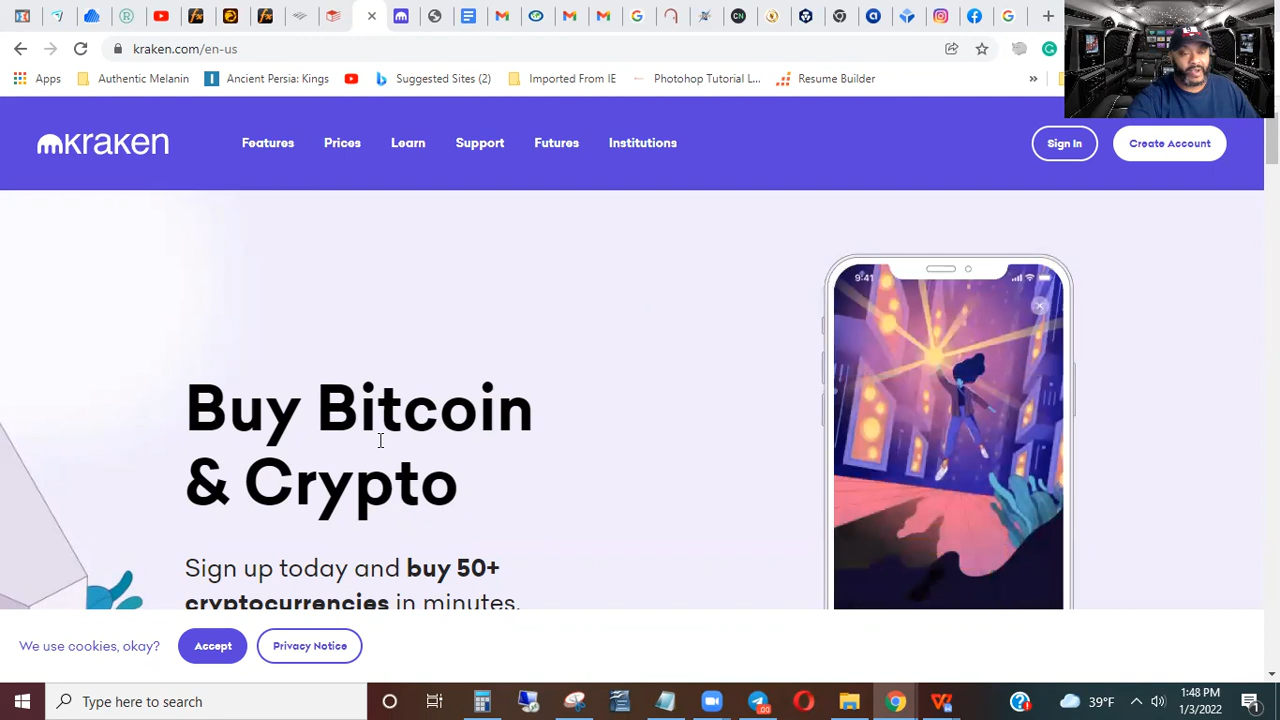 kraken.com/en-us
Apps
Authentic Melanin
Ancient Persia: Kings
Suggested Sites (2)
Imported From IE
Photohop Tutorial L...
Resume Builder
»
kraken
Features
Prices
Learn
Support
Futures
Institutions
Sign In
Create Account
9:41
Buy Bitcoin
& Crypto
Sign up today and buy 50+
cryptocurrencies in minutes.
We use cookies, okay?
Accept
Privacy Notice
Type here to search
39°F
1:48 PM
1/3/2022